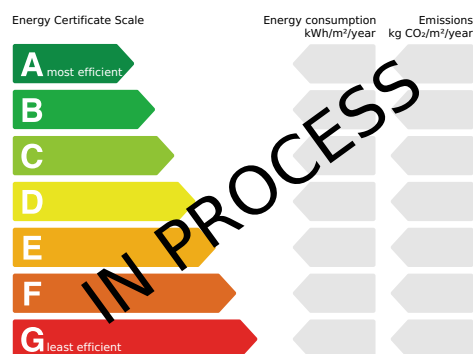 Energy Certificate Scale
Energy consumption
kWh/m²/year
Emissions
kg CO₂/m²/year
A most efficient
B
C
D
E
F
G least efficient
IN PROCESS